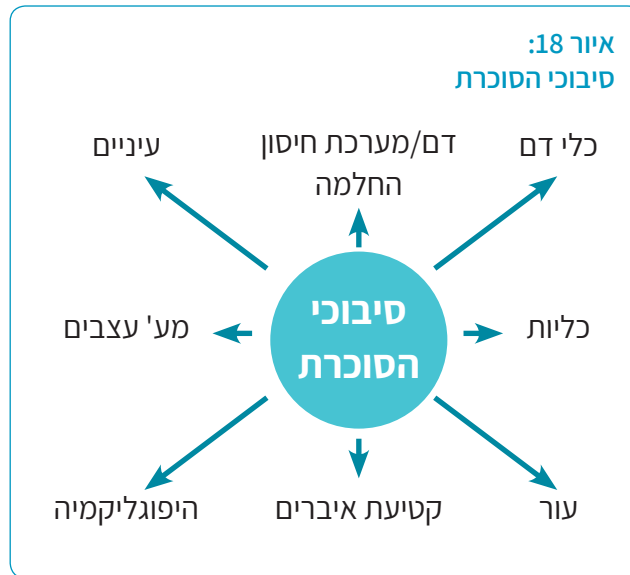 איור 18:
סיבוכי הסוכרת
כלי דם
דם/מערכת חיסון
החלמה
עיניים
כליות
סיבוכי
הסוכרת
מע' עצבים
עור
קטיעת איברים
היפוגליקמיה